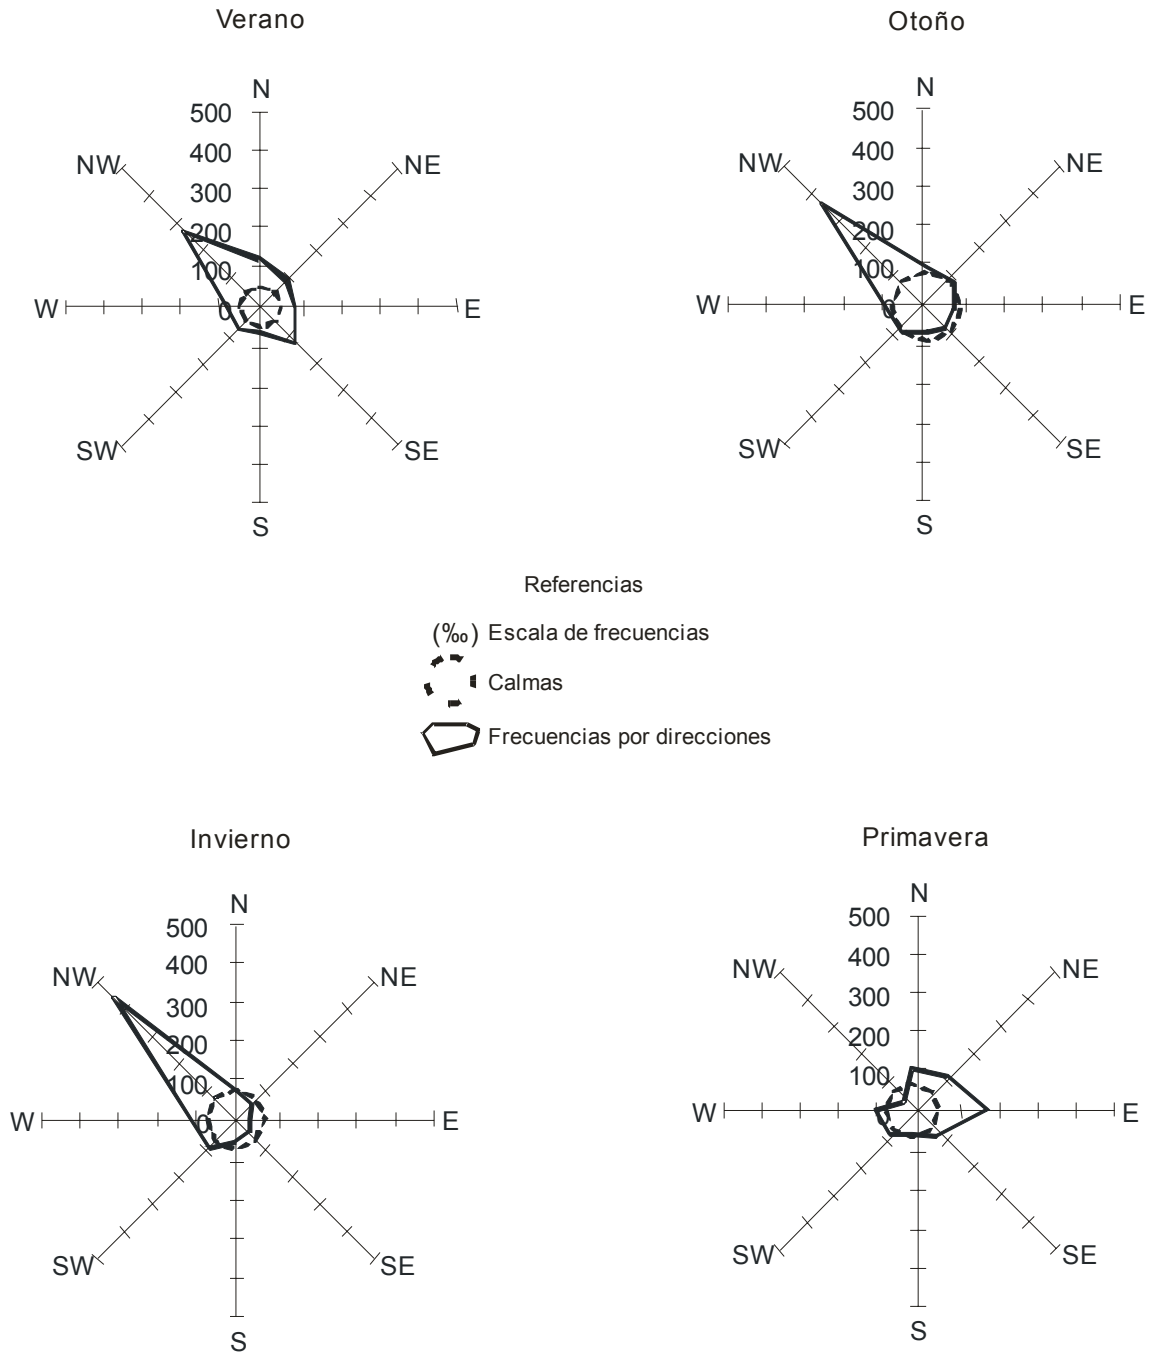 Verano
Otoño
N
500
400
NW
NE
300
200
100
W
0
E
SW
SE
S
N
500
400
NW
NE
300
200
100
W
0
E
SW
SE
S
Referencias
(‰) Escala de frecuencias
Calmas
Frecuencias por direcciones
Invierno
Primavera
N
500
400
NW
NE
300
200
100
W
0
E
SW
SE
S
N
500
400
NW
NE
300
200
100
W
0
E
SW
SE
S